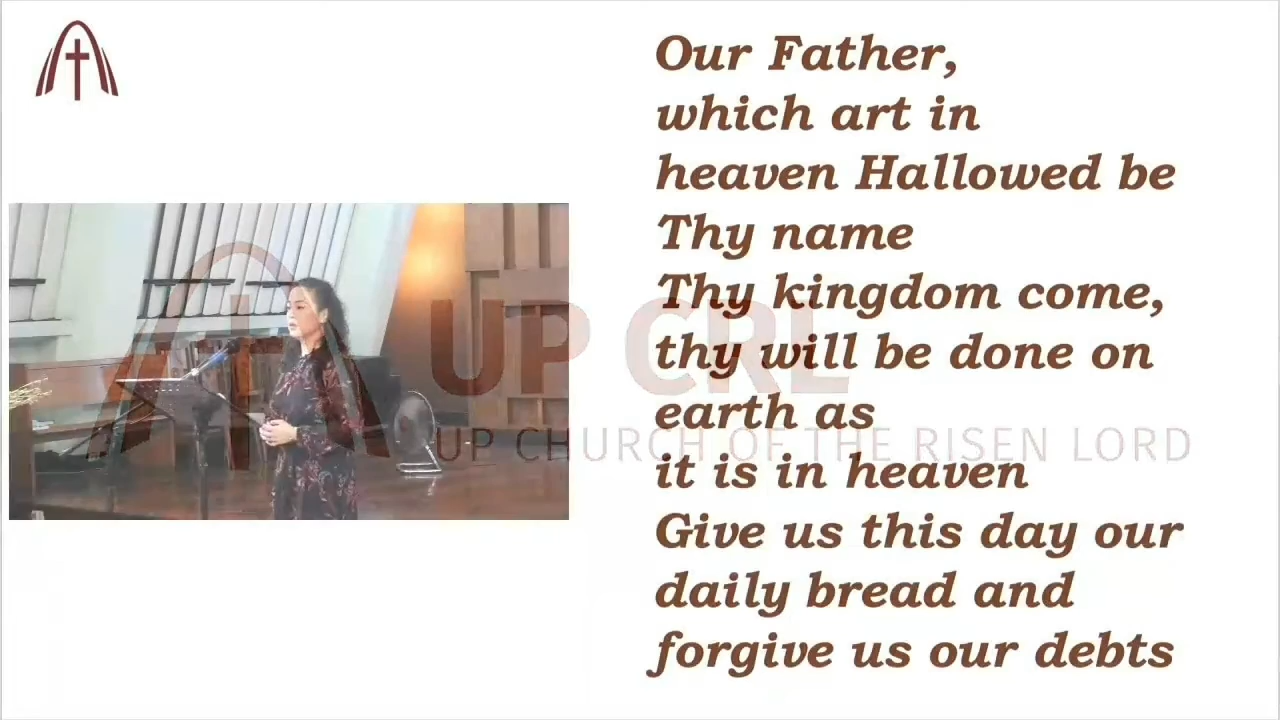 Our Father,
which art in
heaven Hallowed be
Thy name
Thy kingdom come,
thy will be done on
earth as
it is in heaven
Give us this day our
daily bread and
forgive us our debts
UP CRL
UP CHURCH OF THE RISEN LORD